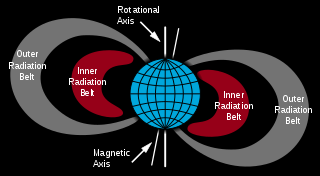 Rotational
Axis
Outer
Radiation
Belt
Inner
Radiation
Belt
Inner
Radiation
Belt
Outer
Radiation
Belt
Magnetic
Axis